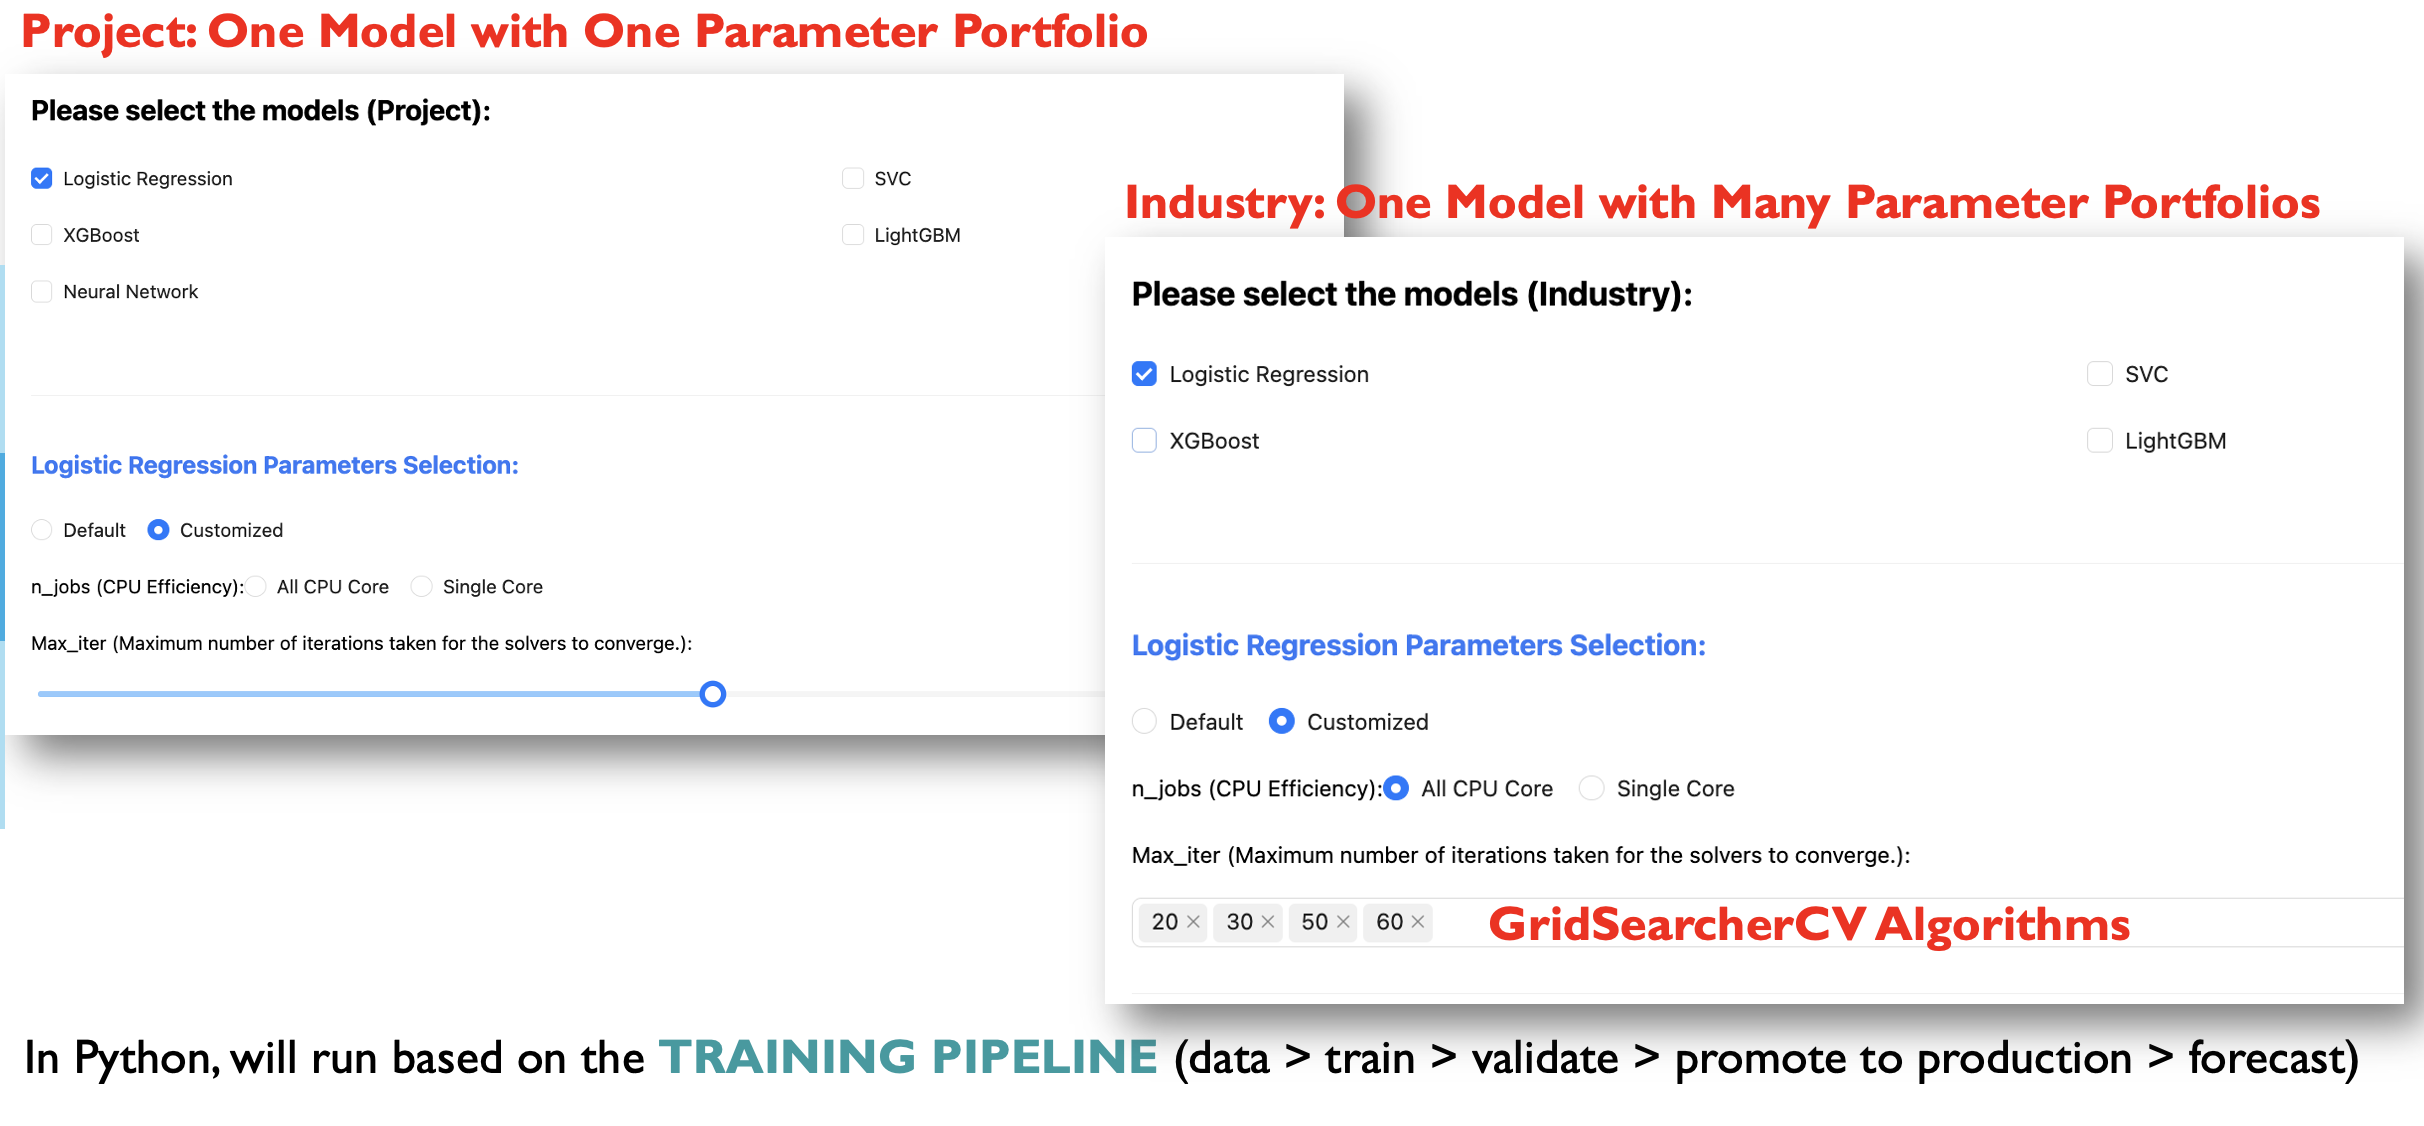 Project: One Model with One Parameter Portfolio
Please select the models (Project):
Logistic Regression
SVC
XGBoost
LightGBM
Neural Network
Logistic Regression Parameters Selection:
Default Customized
n_jobs (CPU Efficiency): All CPU Core Single Core
Max_iter (Maximum number of iterations taken for the solvers to converge.):
Industry: One Model with Many Parameter Portfolios
Please select the models (Industry):
Logistic Regression
SVC
XGBoost
LightGBM
Logistic Regression Parameters Selection:
Default Customized
n_jobs (CPU Efficiency): All CPU Core Single Core
Max_iter (Maximum number of iterations taken for the solvers to converge.):
20 × 30 × 50 × 60 × GridSearcherCV Algorithms
In Python, will run based on the TRAINING PIPELINE (data > train > validate > promote to production > forecast)